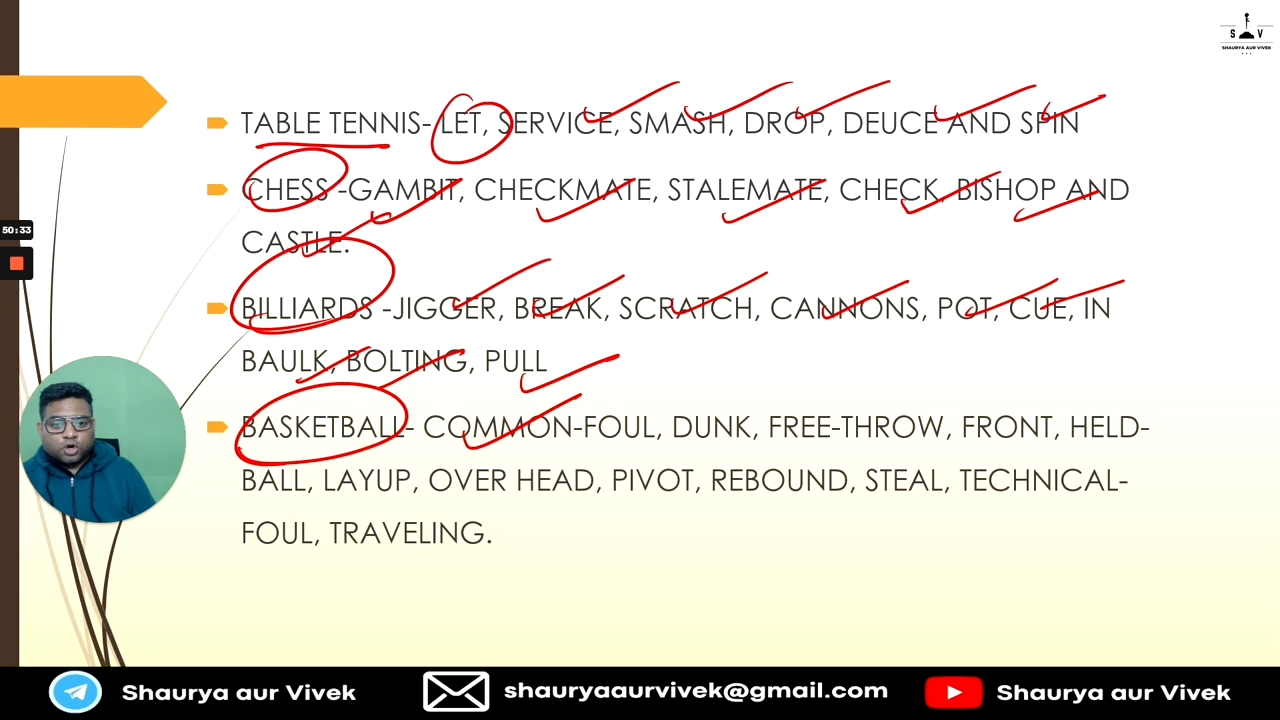 S V
SHAURYA AUR VIVEK
TABLE TENNIS- LET, SERVICE, SMASH, DROP, DEUCE AND SPIN
CHESS -GAMBIT, CHECKMATE, STALEMATE, CHECK, BISHOP AND
CASTLE.
50:33
BILLIARDS -JIGGER, BREAK, SCRATCH, CANNONS, POT, CUE, IN
BAULK, BOLTING, PULL
BASKETBALL- COMMON-FOUL, DUNK, FREE-THROW, FRONT, HELD-
BALL, LAYUP, OVER HEAD, PIVOT, REBOUND, STEAL, TECHNICAL-
FOUL, TRAVELING.
Shaurya aur Vivek
shauryaaurvivek@gmail.com
Shaurya aur Vivek